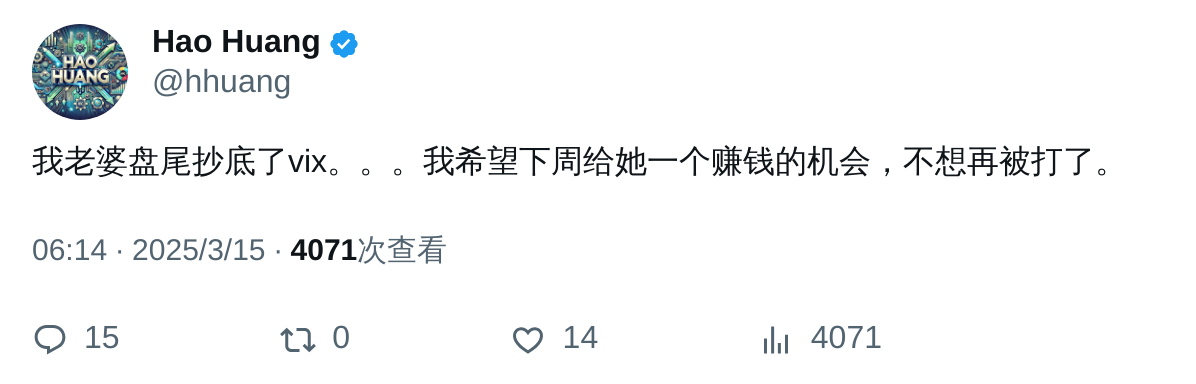 HAO
HUANG
Hao Huang
@hhuang
我老婆盘尾抄底了vix。。。我希望下周给她一个赚钱的机会，不想再被打了。
06:14 · 2025/3/15 · 4071次查看
15 0 14 4071